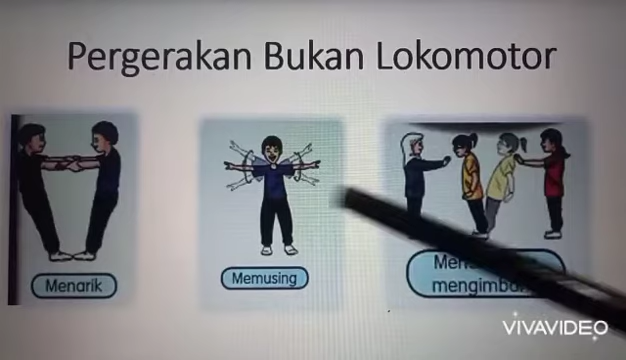 Pergerakan Bukan Lokomotor
Menarik
Memusing
VIVAVIDEO